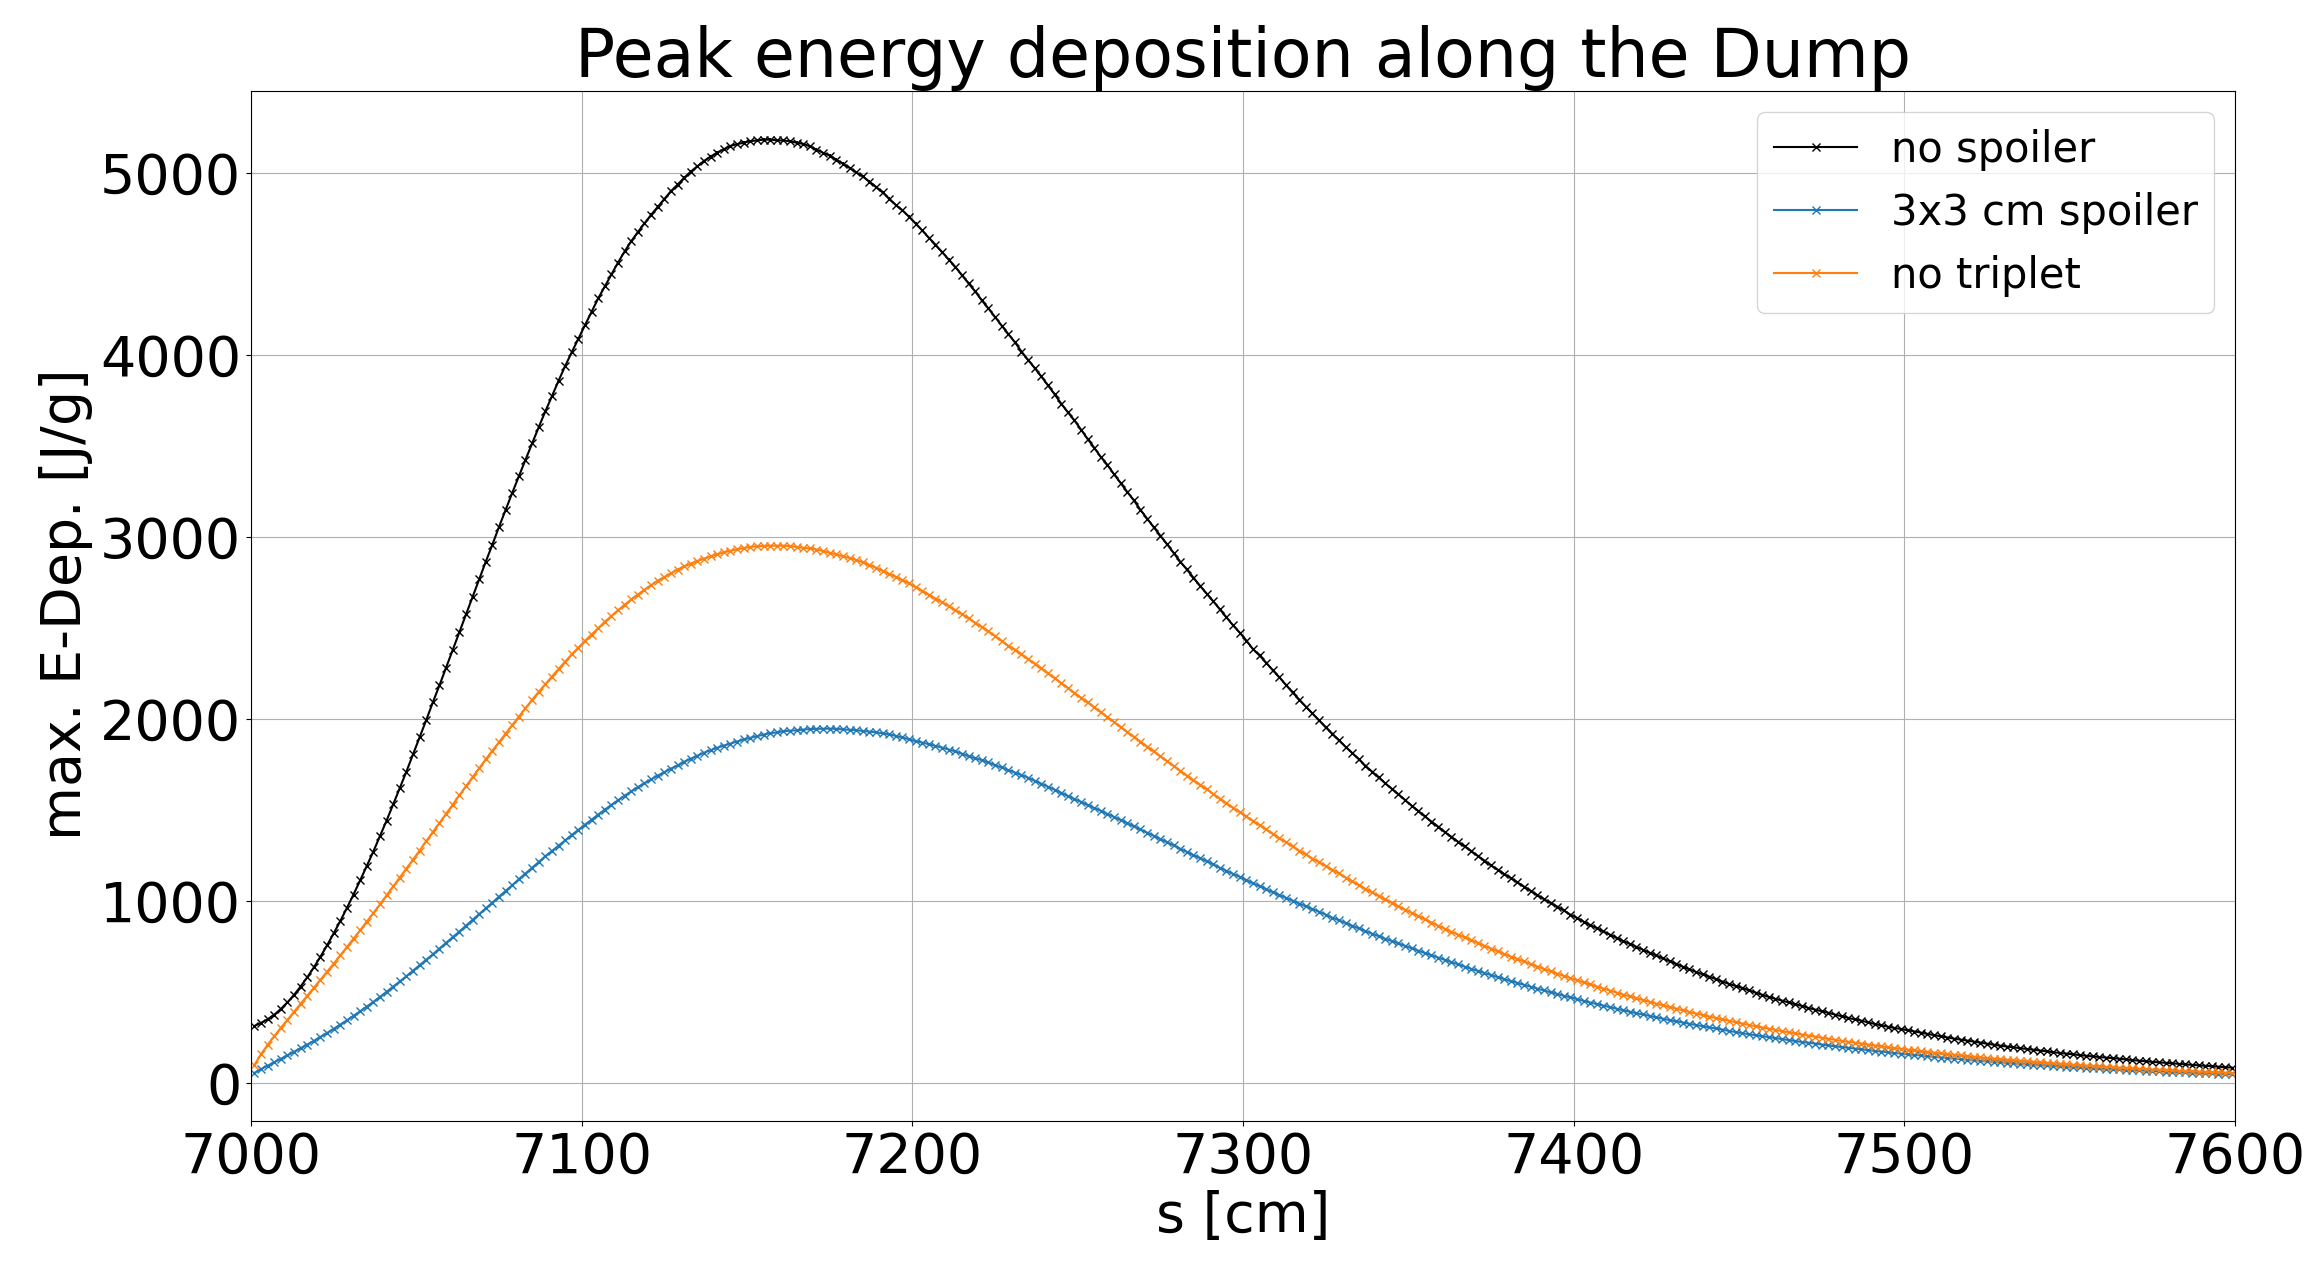 Peak energy deposition along the Dump
max. E-Dep. [J/g]
5000
4000
3000
2000
1000
0
no spoiler
3x3 cm spoiler
no triplet
7000 7100 7200 7300 7400 7500 7600
s [cm]